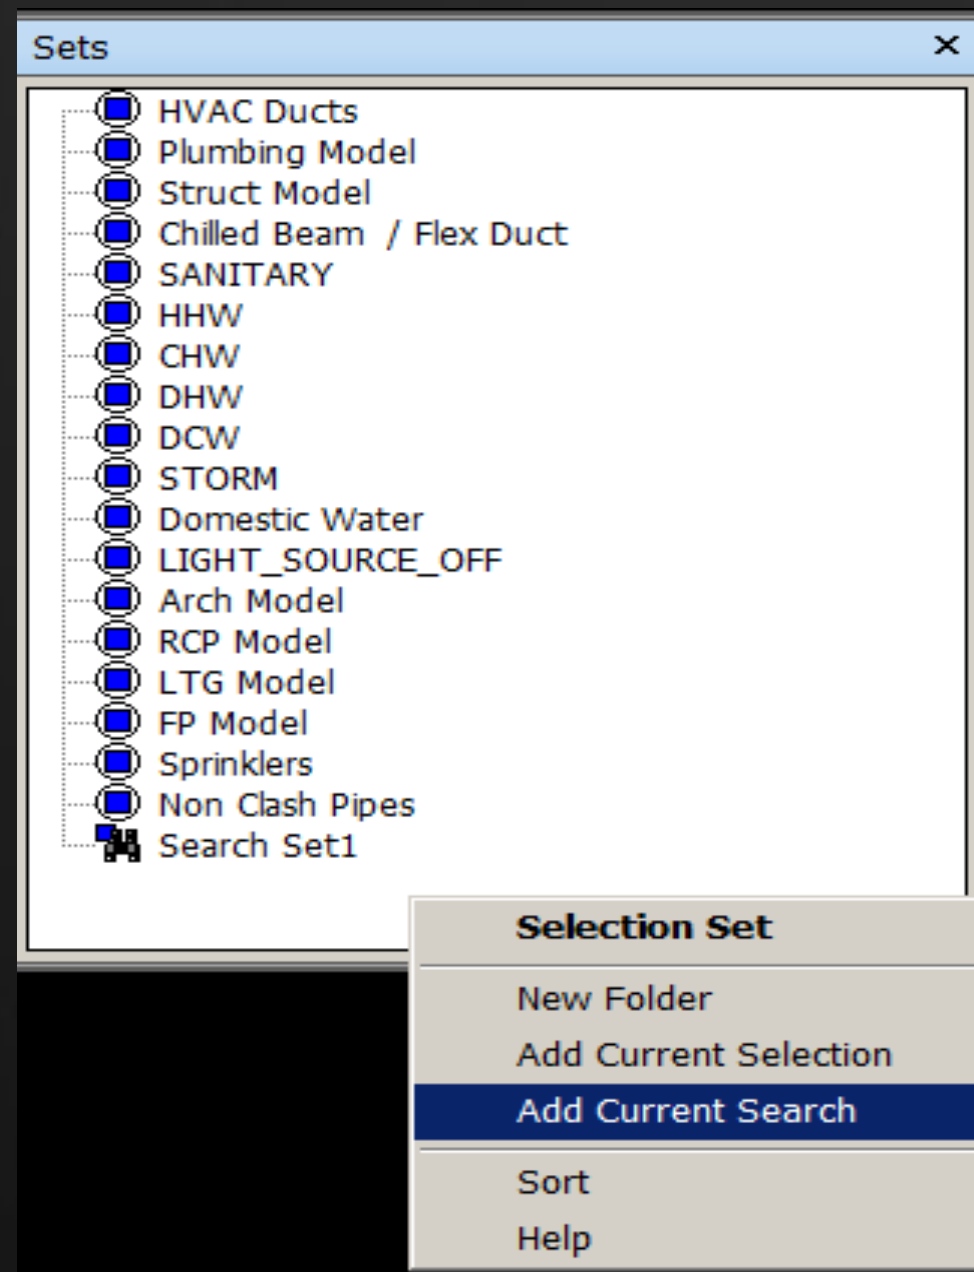 Sets
HVAC Ducts
Plumbing Model
Struct Model
Chilled Beam / Flex Duct
SANITARY
HHW
CHW
DHW
DCW
STORM
Domestic Water
LIGHT_SOURCE_OFF
Arch Model
RCP Model
LTG Model
FP Model
Sprinklers
Non Clash Pipes
Search Set1
Selection Set
New Folder
Add Current Selection
Add Current Search
Sort
Help